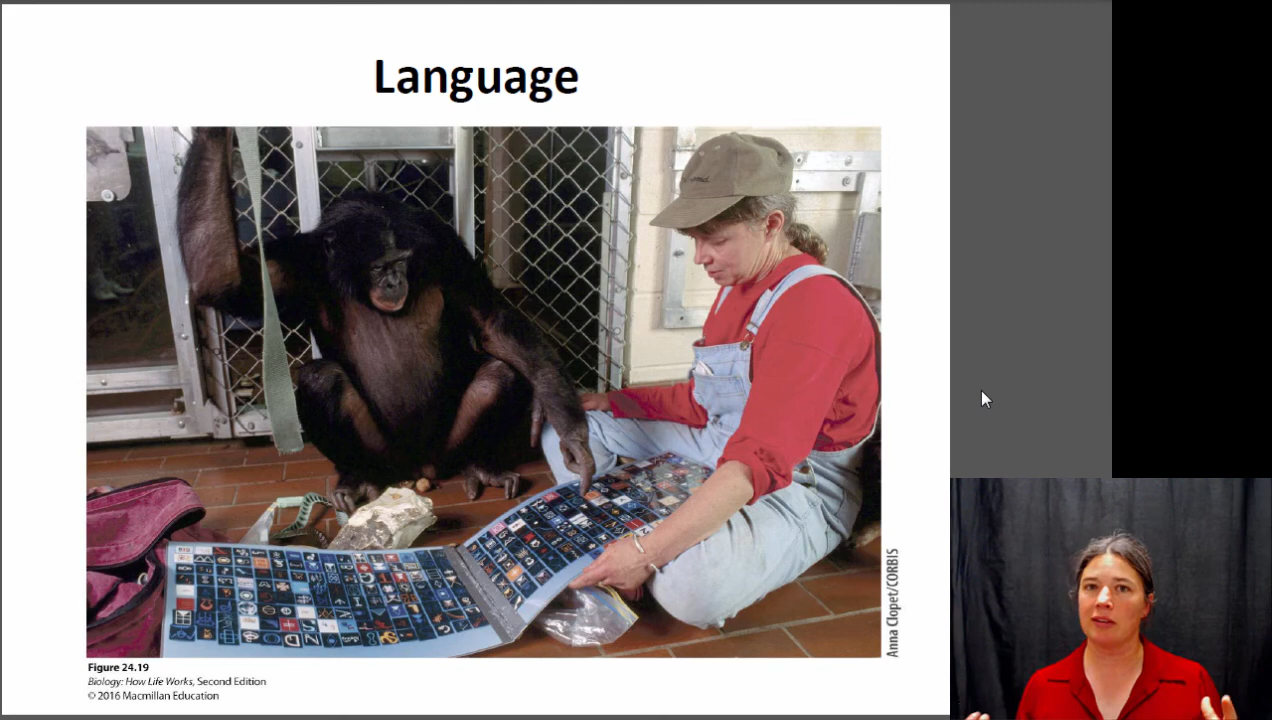 Language
Anna Clopet/CORBIS
Figure 24.19
Biology: How Life Works, Second Edition
© 2016 Macmillan Education